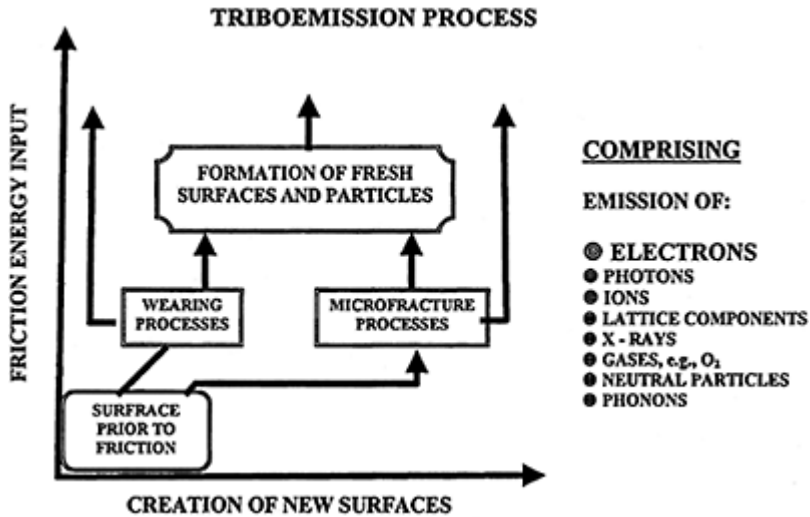 TRIBOEMISSION PROCESS
FRICTION ENERGY INPUT
FORMATION OF FRESH
SURFACES AND PARTICLES
WEARING
PROCESSES
MICROFRACTURE
PROCESSES
SURFRACE
PRIOR TO
FRICTION
CREATION OF NEW SURFACES
COMPRISING
EMISSION OF:
ELECTRONS
PHOTONS
IONS
LATTICE COMPONENTS
X - RAYS
GASES, e.g., O₂
NEUTRAL PARTICLES
PHONONS